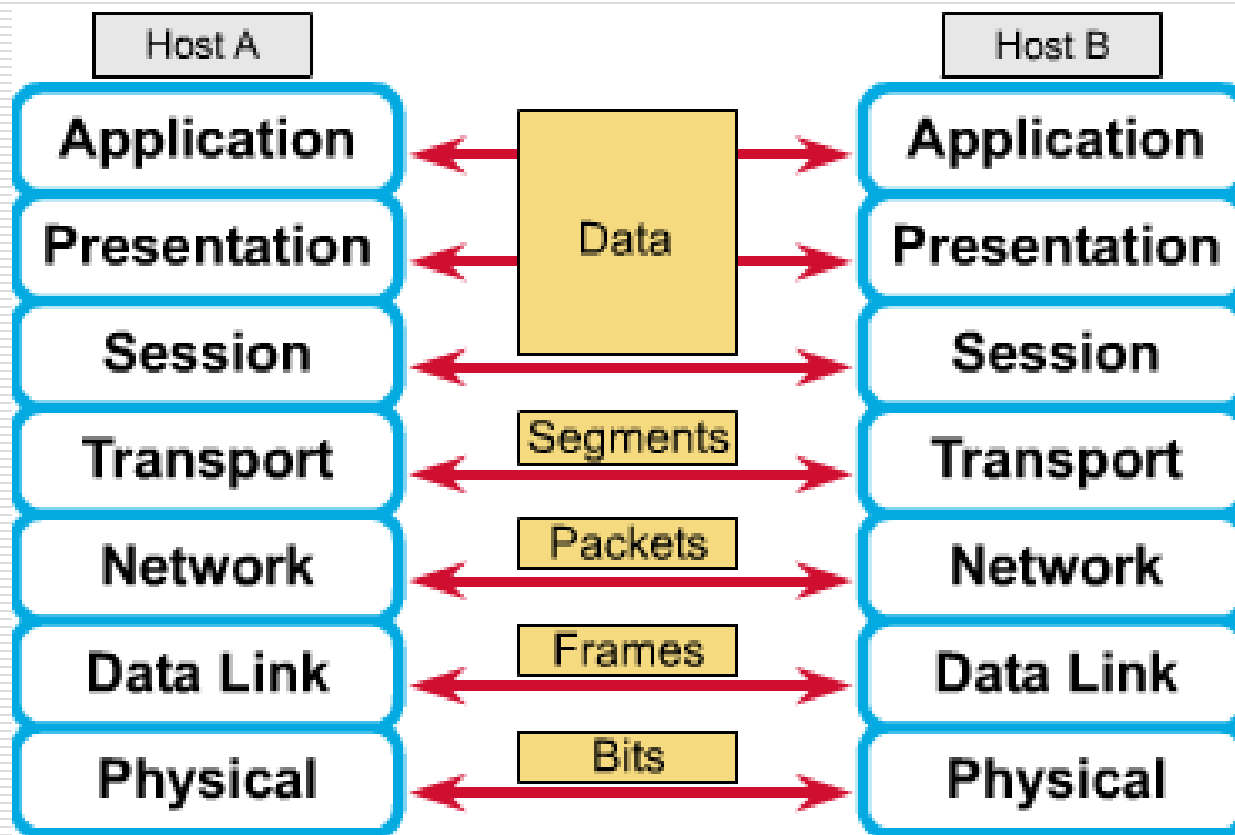 Host A
Host B
Application
Application
Presentation
Data
Presentation
Session
Session
Transport
Segments
Transport
Network
Packets
Network
Data Link
Frames
Data Link
Physical
Bits
Physical